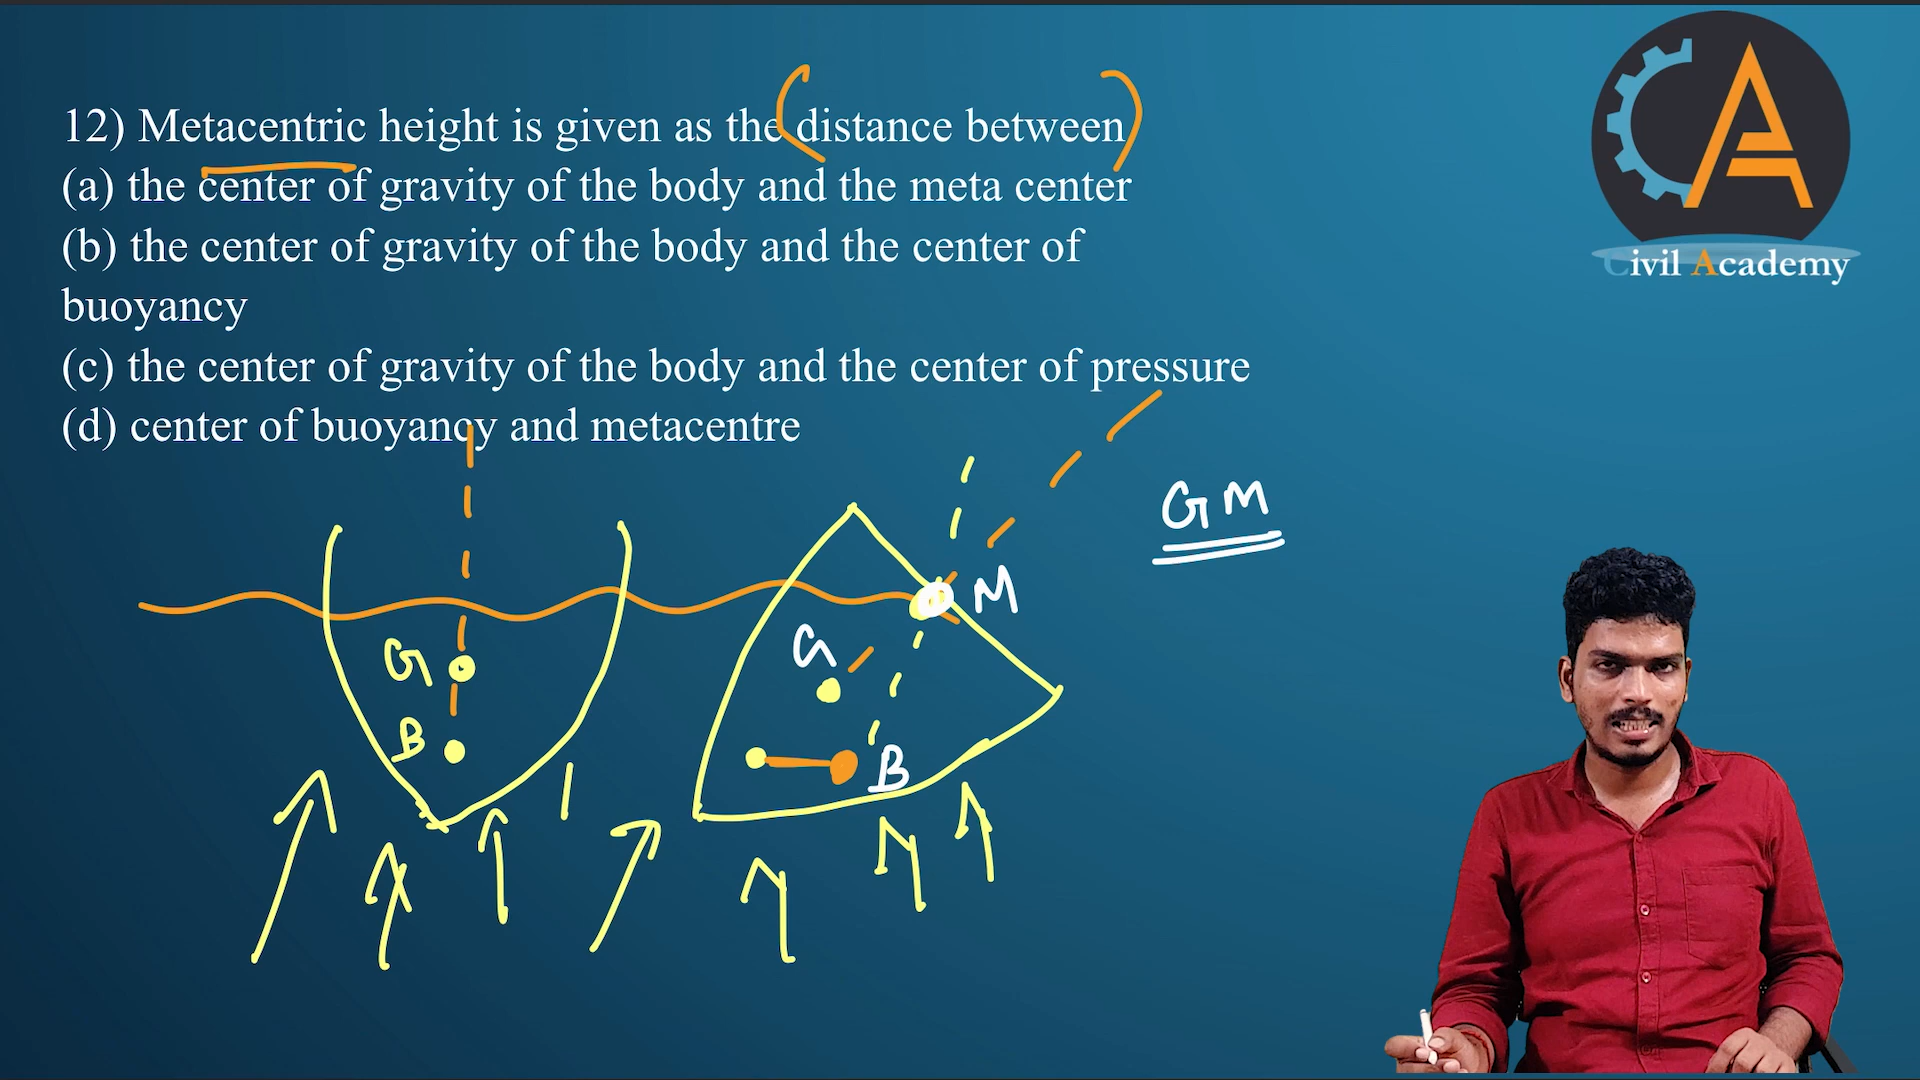 12) Metacentric height is given as the distance between
(a) the center of gravity of the body and the meta center
(b) the center of gravity of the body and the center of
buoyancy
(c) the center of gravity of the body and the center of pressure
(d) center of buoyancy and metacentre
CA
Civil Academy
GM
M
G
G
B
B